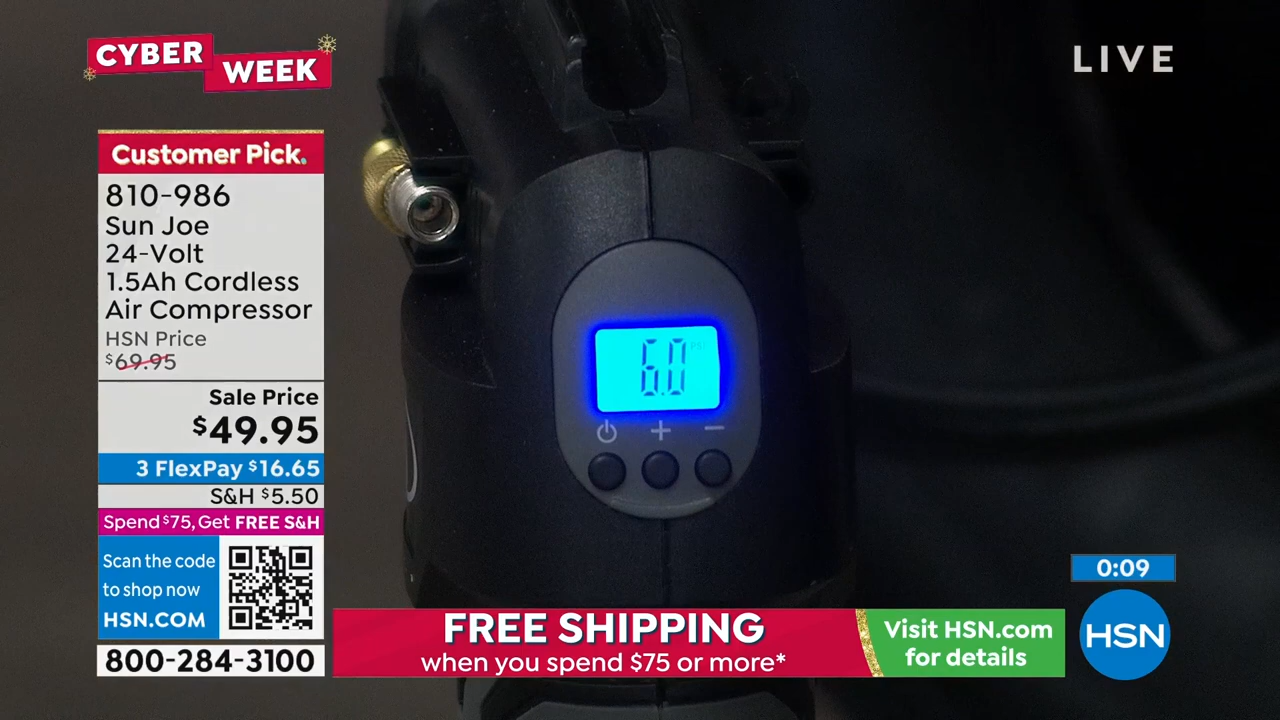 CYBER
WEEK
LIVE
Customer Pick.
810-986
Sun Joe
24-Volt
1.5Ah Cordless
Air Compressor
HSN Price
$69.95
Sale Price
$49.95
3 FlexPay $16.65
S&H $5.50
Spend $75, Get FREE S&H
Scan the code
to shop now
HSN.COM
800-284-3100
6.0 PSI
+ −
FREE SHIPPING
when you spend $75 or more*
Visit HSN.com
for details
0:09
HSN